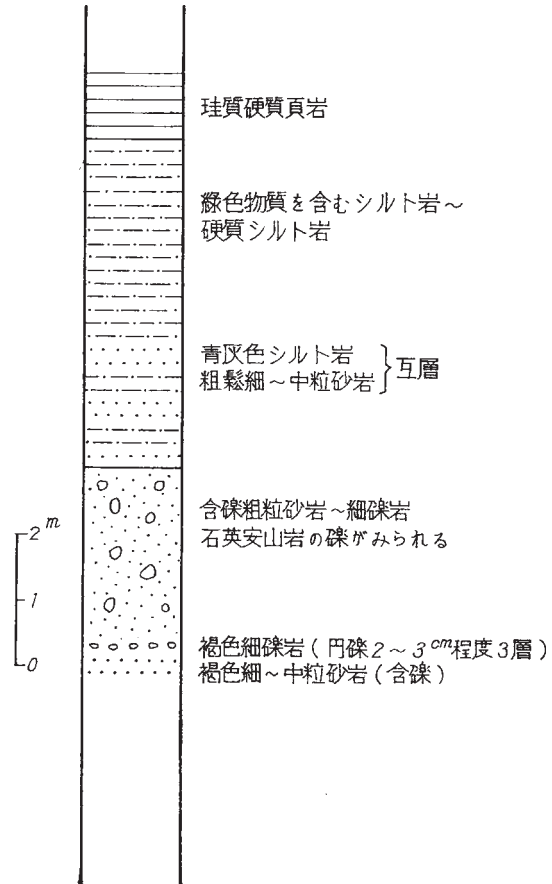 珪質硬質頁岩
緑色物質を含むシルト岩～
硬質シルト岩
青灰色シルト岩
粗鬆細～中粒砂岩
互層
含礫粗粒砂岩～細礫岩
石英安山岩の礫がみられる
2 m
1
0
褐色細礫岩(円礫2～3cm程度3層)
褐色細～中粒砂岩(含礫)